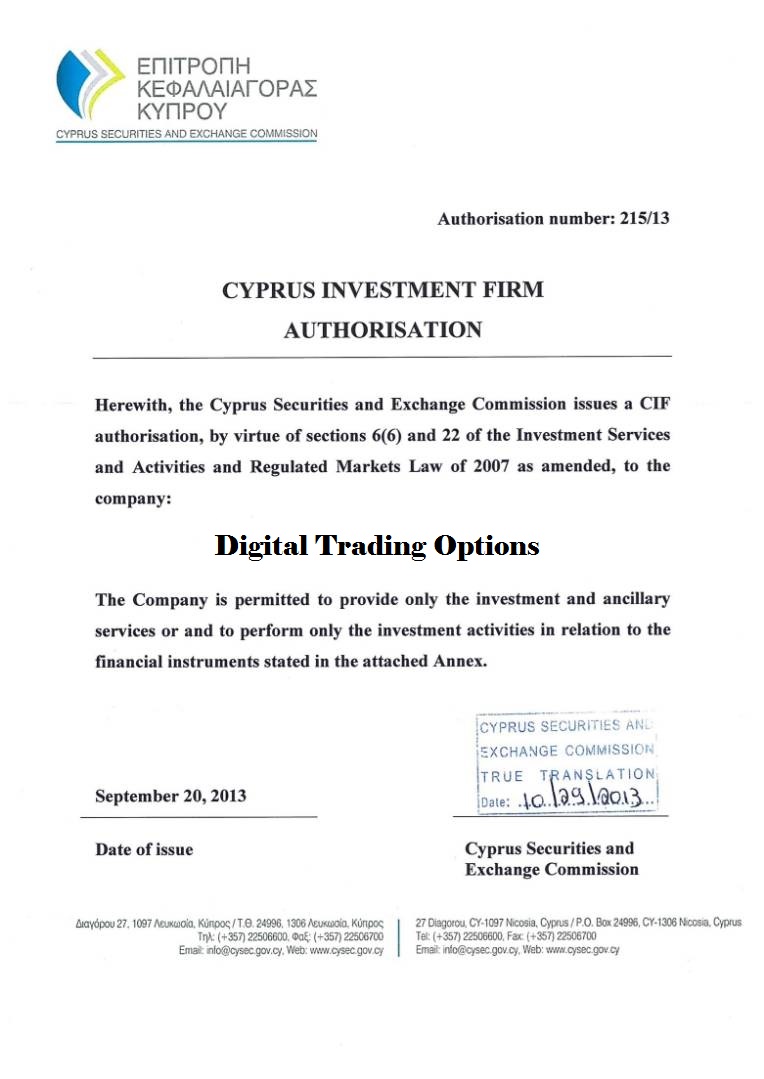 ΕΠΙΤΡΟΠΗ
ΚΕΦΑΛΑΙΑΓΟΡΑΣ
ΚΥΠΡΟΥ
CYPRUS SECURITIES AND EXCHANGE COMMISSION
Authorisation number: 215/13
CYPRUS INVESTMENT FIRM
AUTHORISATION
Herewith, the Cyprus Securities and Exchange Commission issues a CIF
authorisation, by virtue of sections 6(6) and 22 of the Investment Services
and Activities and Regulated Markets Law of 2007 as amended, to the
company:
Digital Trading Options
The Company is permitted to provide only the investment and ancillary
services or and to perform only the investment activities in relation to the
financial instruments stated in the attached Annex.
CYPRUS SECURITIES AND
EXCHANGE COMMISSION
TRUE TRANSLATION
Date: 10/29/2013
September 20, 2013
Date of issue
Cyprus Securities and
Exchange Commission
Διαγόρου 27, 1097 Λευκωσία, Κύπρος / Τ.Θ. 24996, 1306 Λευκωσία, Κύπρος
Τηλ: (+357) 22506600, Φαξ: (+357) 22506700
Email: info@cysec.gov.cy, Web: www.cysec.gov.cy
27 Diagorou, CY-1097 Nicosia, Cyprus / P.O. Box 24996, CY-1306 Nicosia, Cyprus
Tel: (+357) 22506600, Fax: (+357) 22506700
Email: info@cysec.gov.cy, Web: www.cysec.gov.cy